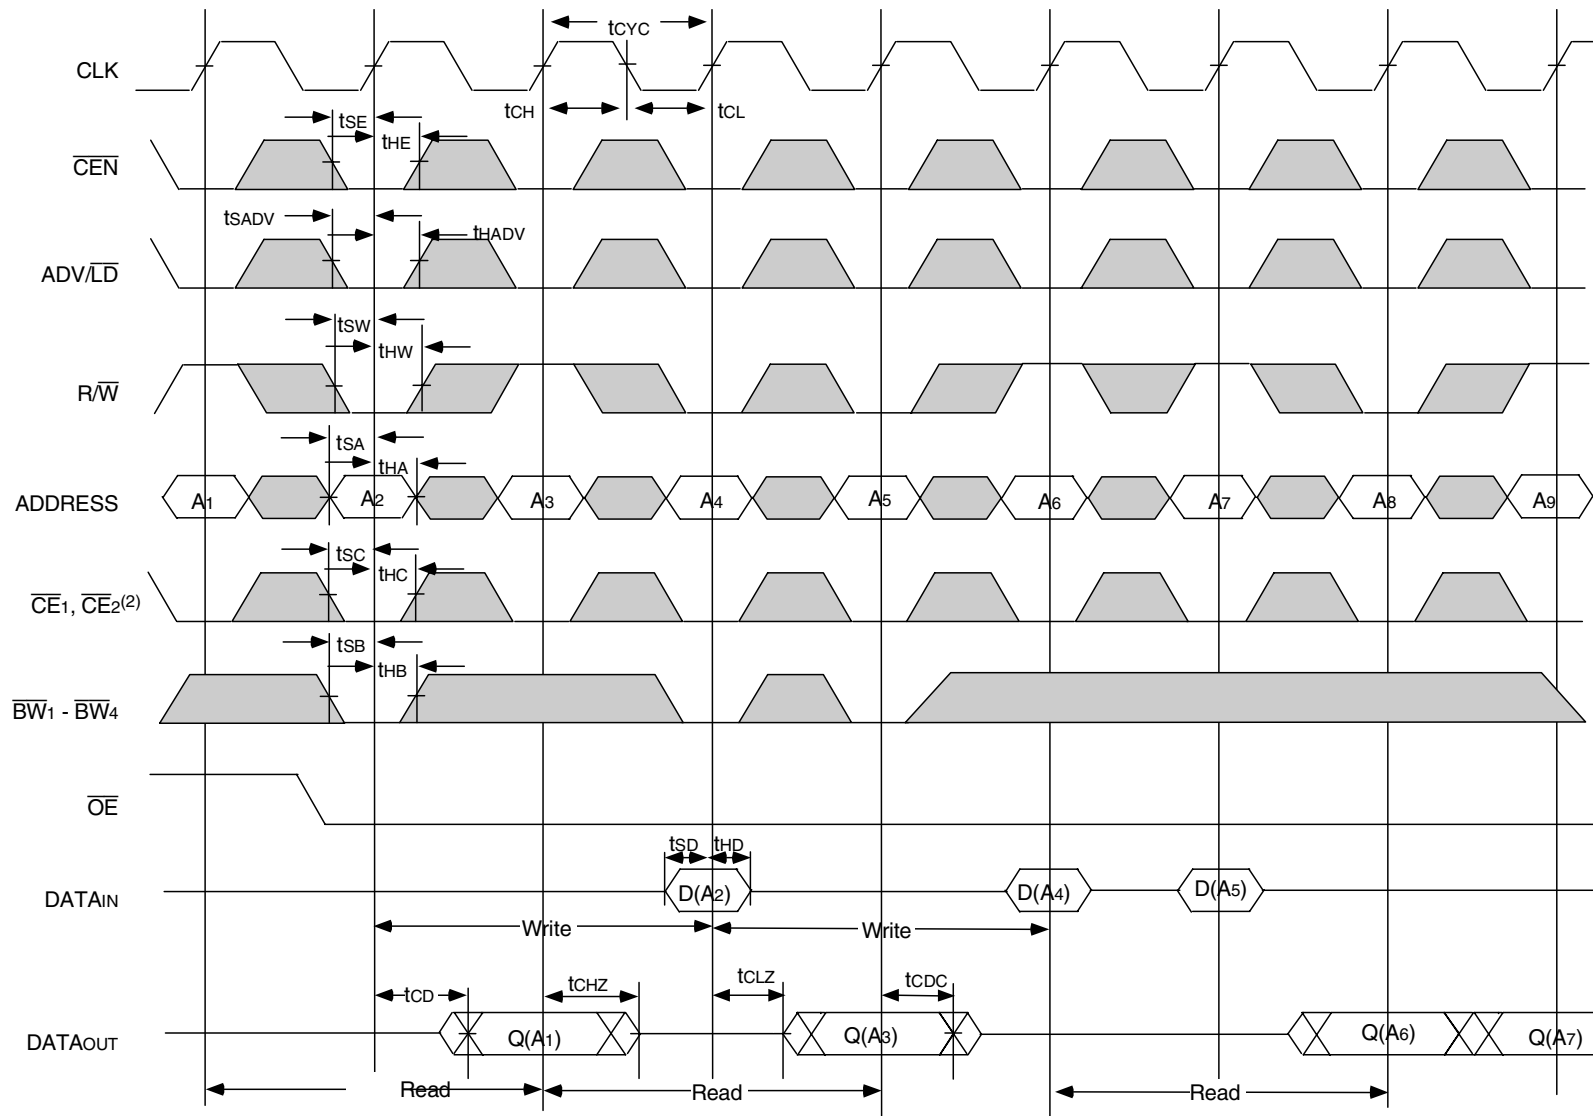 tCYC
CLK
tCH
tCL
tSE
tHE
CEN
tSADV
tHADV
ADV/LD
tSW
tHW
R/W
tSA
tHA
ADDRESS
A1 A2 A3 A4 A5 A6 A7 A8 A9
tSC
tHC
CE1, CE2(2)
tSB
tHB
BW1 - BW4
OE
tSD tHD
DATAIN
D(A2) D(A4) D(A5)
Write Write
tCD tCHZ tCLZ tCDC
DATAOUT
Q(A1) Q(A3) Q(A6) Q(A7)
Read Read Read